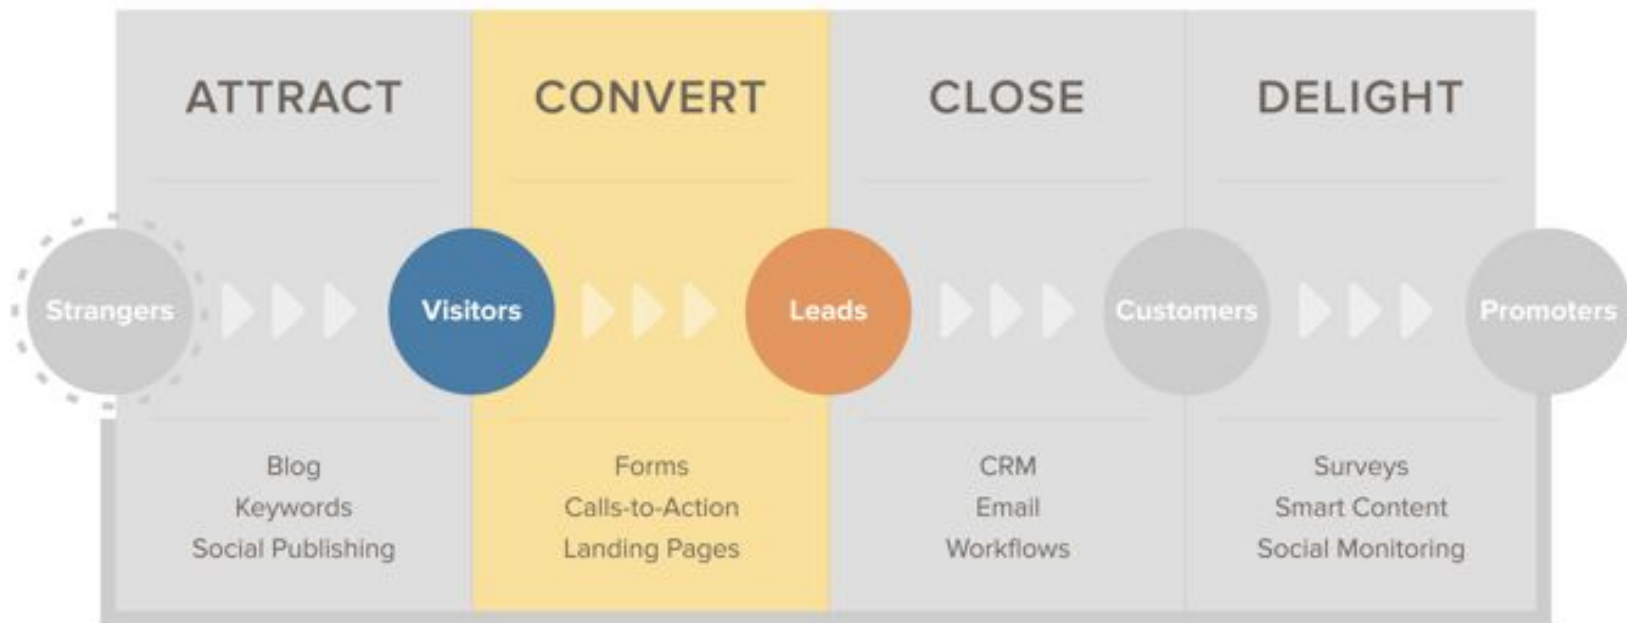 ATTRACT
CONVERT
CLOSE
DELIGHT
Strangers
Visitors
Leads
Customers
Promoters
Blog
Keywords
Social Publishing
Forms
Calls-to-Action
Landing Pages
CRM
Email
Workflows
Surveys
Smart Content
Social Monitoring